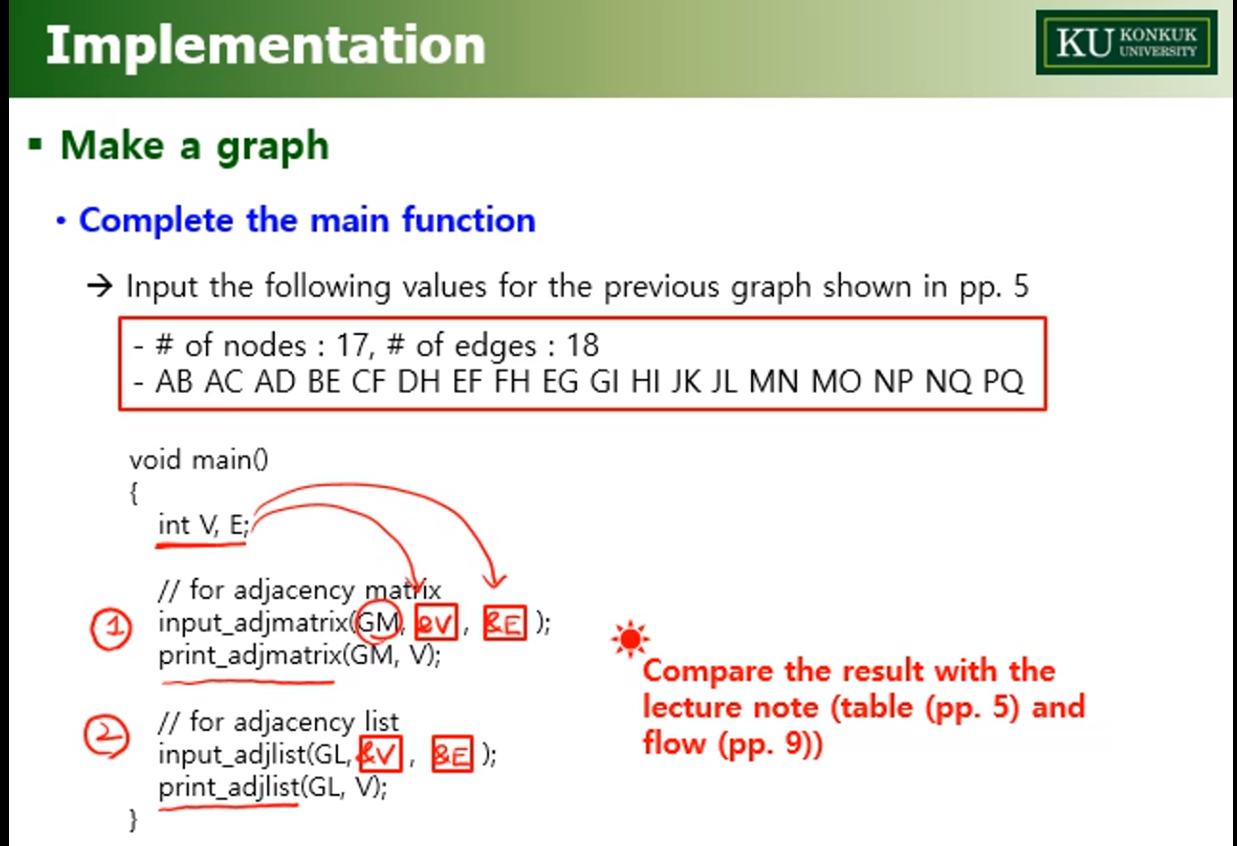 Implementation
KU KONKUK UNIVERSITY
▪ Make a graph
• Complete the main function
→ Input the following values for the previous graph shown in pp. 5
- # of nodes : 17, # of edges : 18
- AB AC AD BE CF DH EF FH EG GI HI JK JL MN MO NP NQ PQ
void main()
{
int V, E;
// for adjacency matrix
① input_adjmatrix(GM, &V, &E );
print_adjmatrix(GM, V);
② // for adjacency list
input_adjlist(GL, &V, &E );
print_adjlist(GL, V);
}
Compare the result with the
lecture note (table (pp. 5) and
flow (pp. 9))